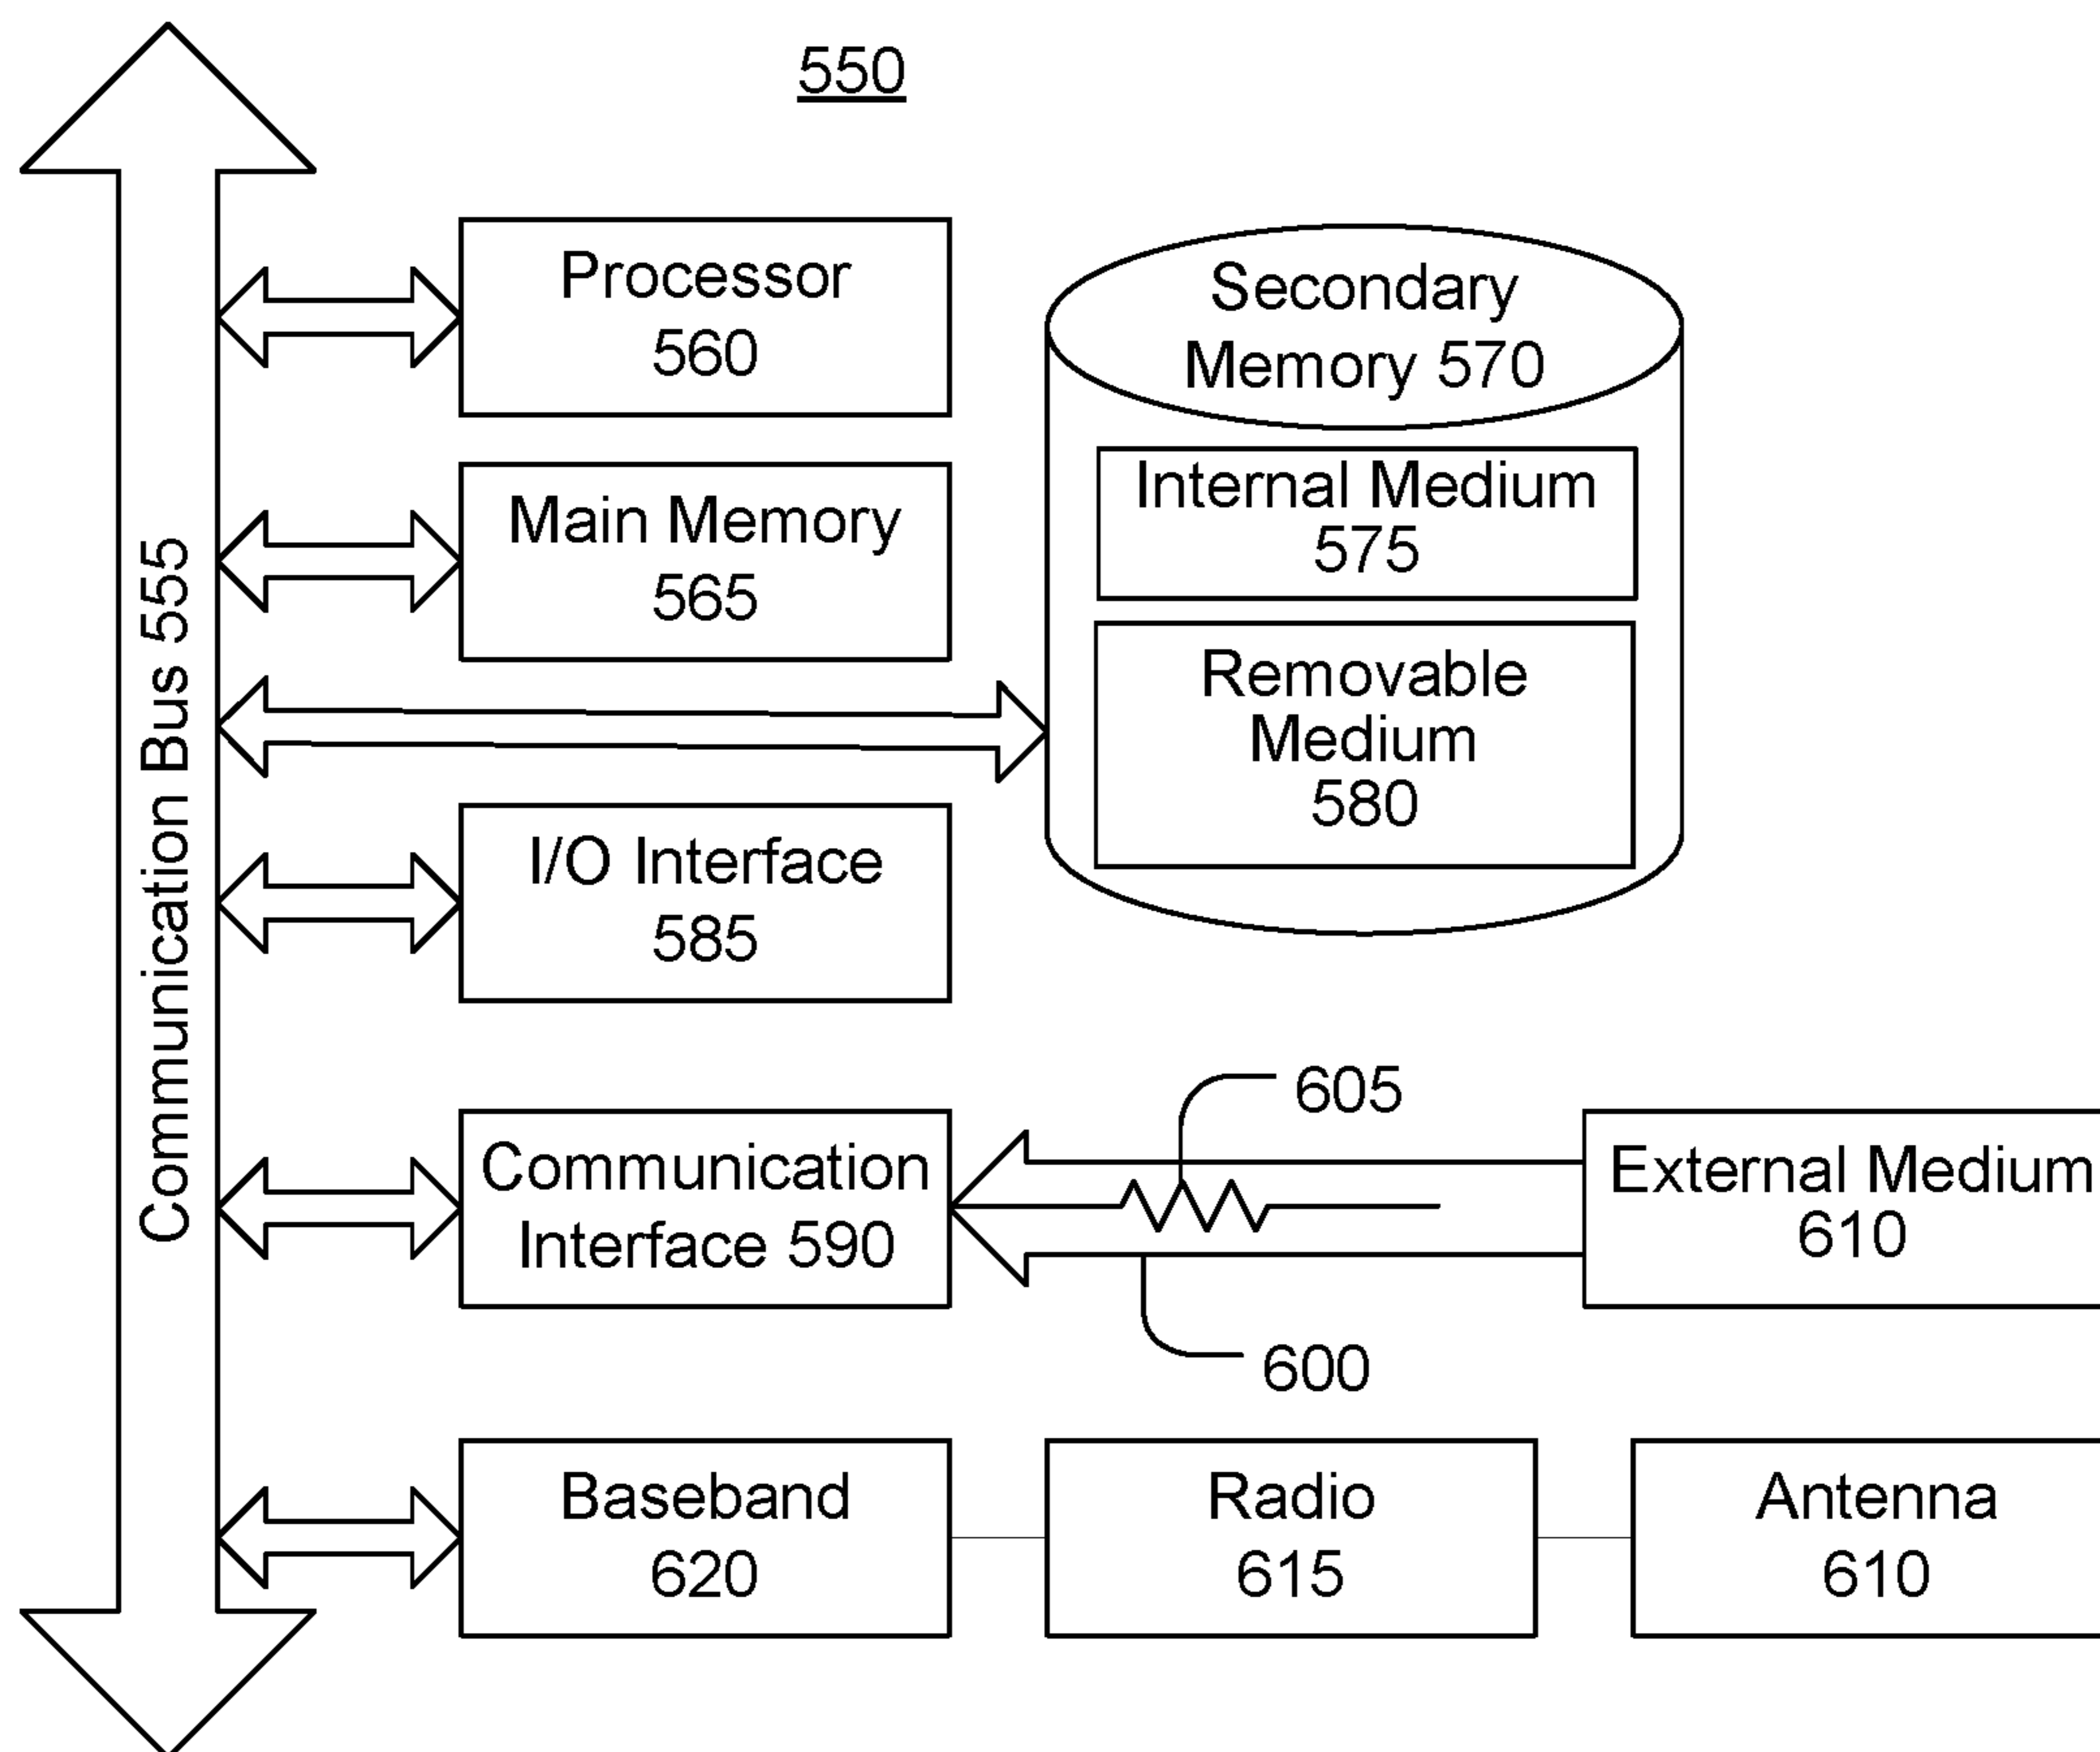 550
Communication Bus 555
Processor
560
Secondary
Memory 570
Internal Medium
575
Removable
Medium
580
Main Memory
565
I/O Interface
585
Communication
Interface 590
605
600
External Medium
610
Baseband
620
Radio
615
Antenna
610